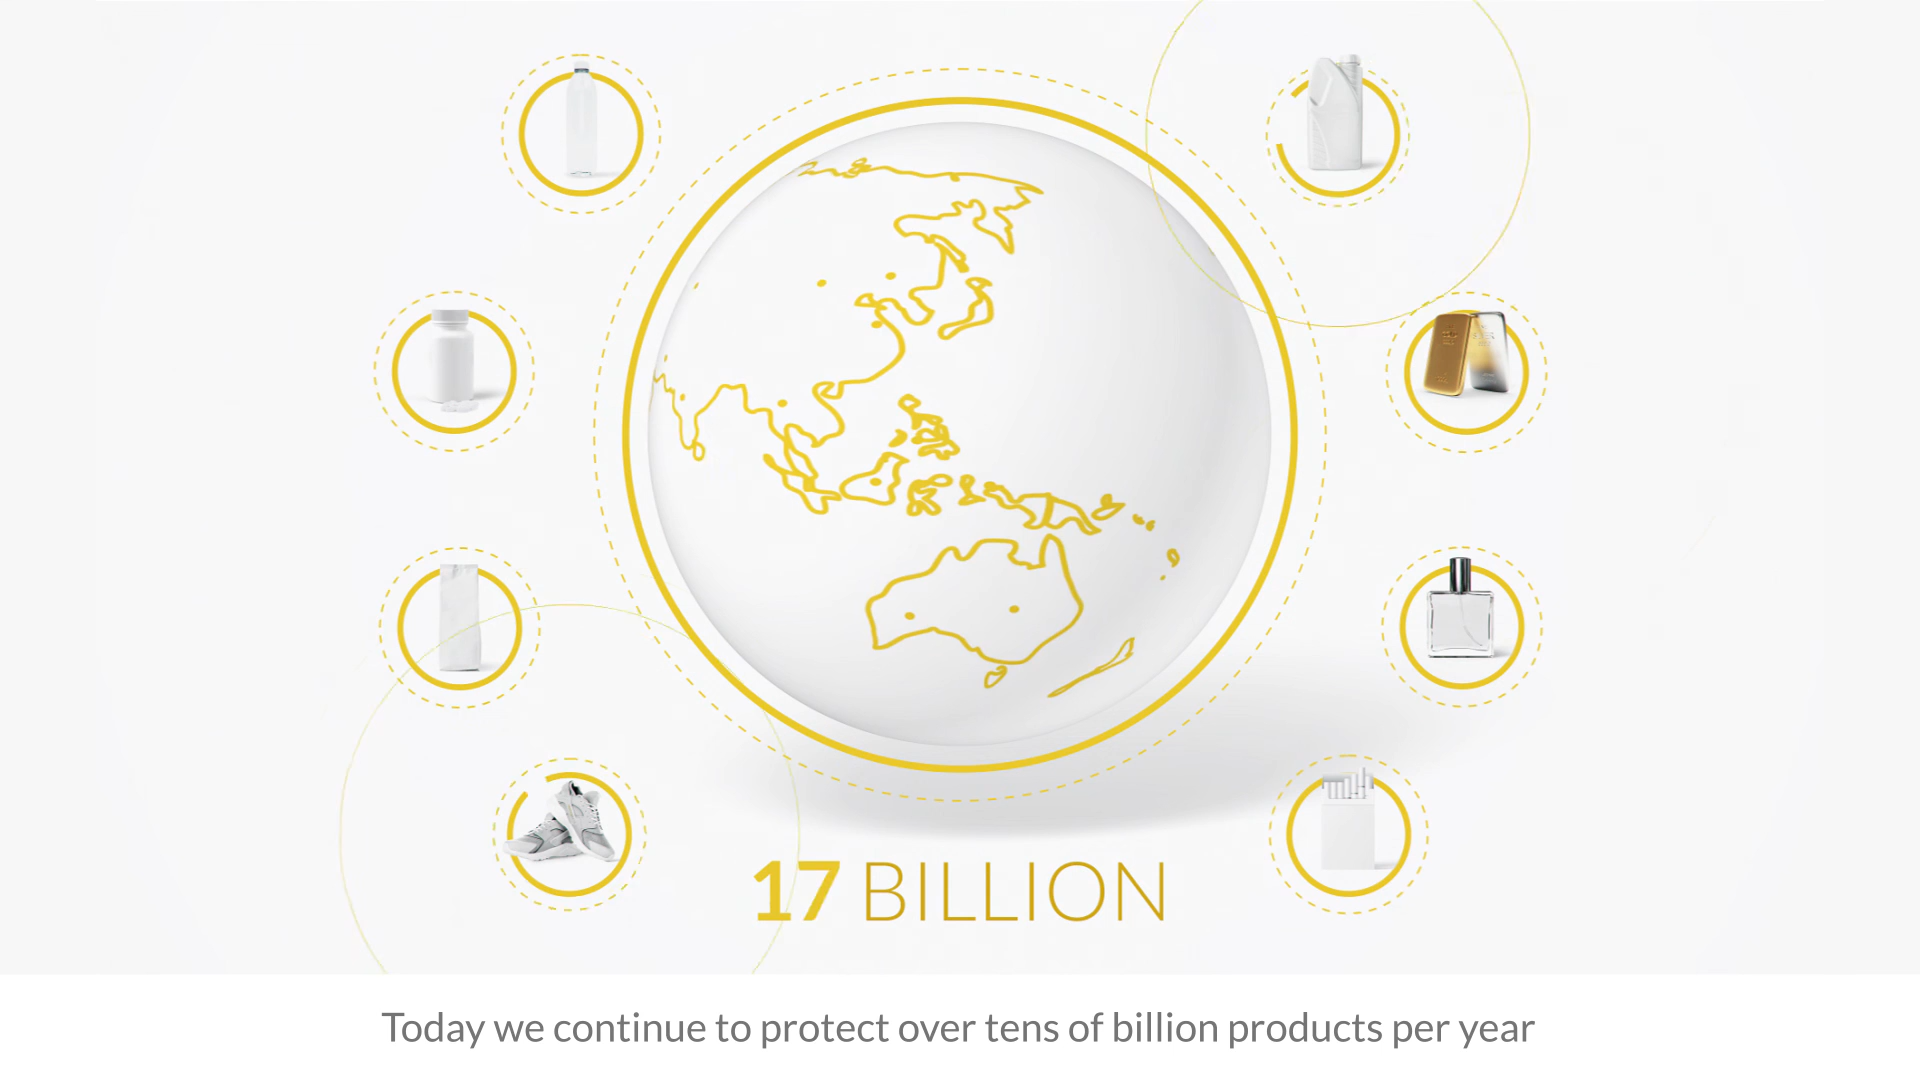 17 BILLION
Today we continue to protect over tens of billion products per year